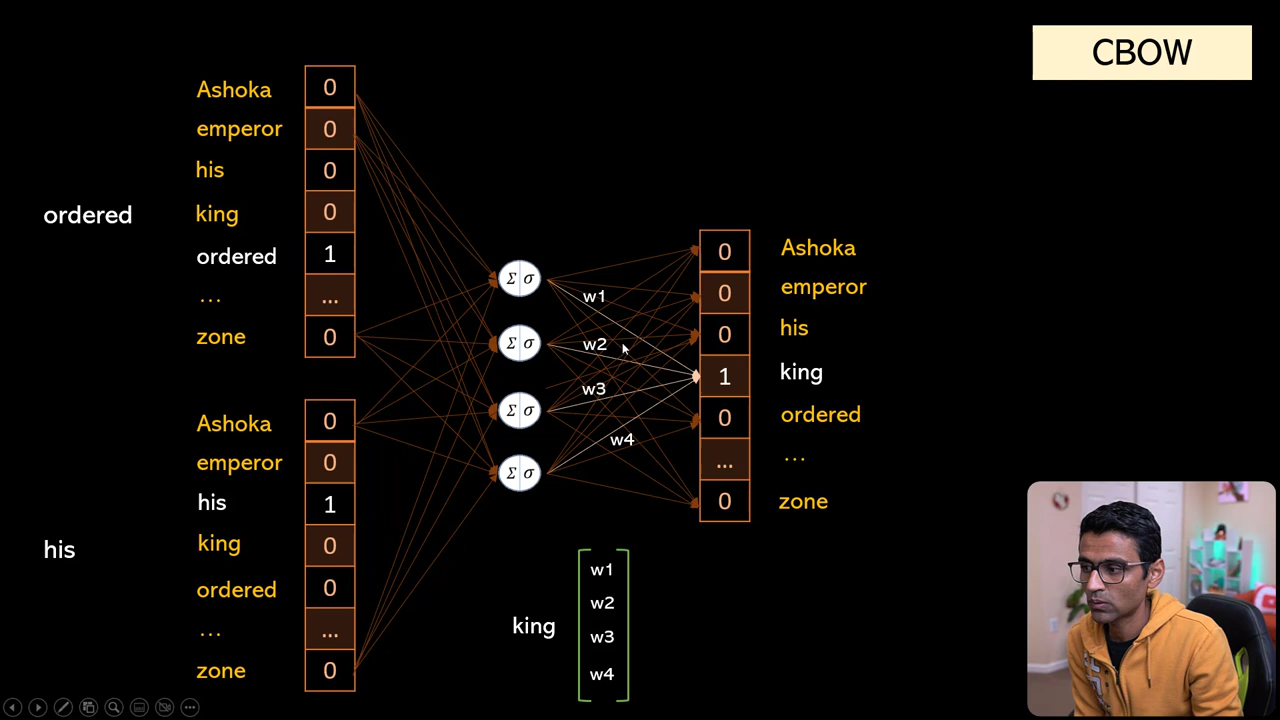 CBOW
ordered
Ashoka 0
emperor 0
his 0
king 0
ordered 1
... ...
zone 0
his
Ashoka 0
emperor 0
his 1
king 0
ordered 0
... ...
zone 0
Σ σ
Σ σ
Σ σ
Σ σ
w1
w2
w3
w4
0 Ashoka
0 emperor
0 his
1 king
0 ordered
... ...
0 zone
king
w1
w2
w3
w4